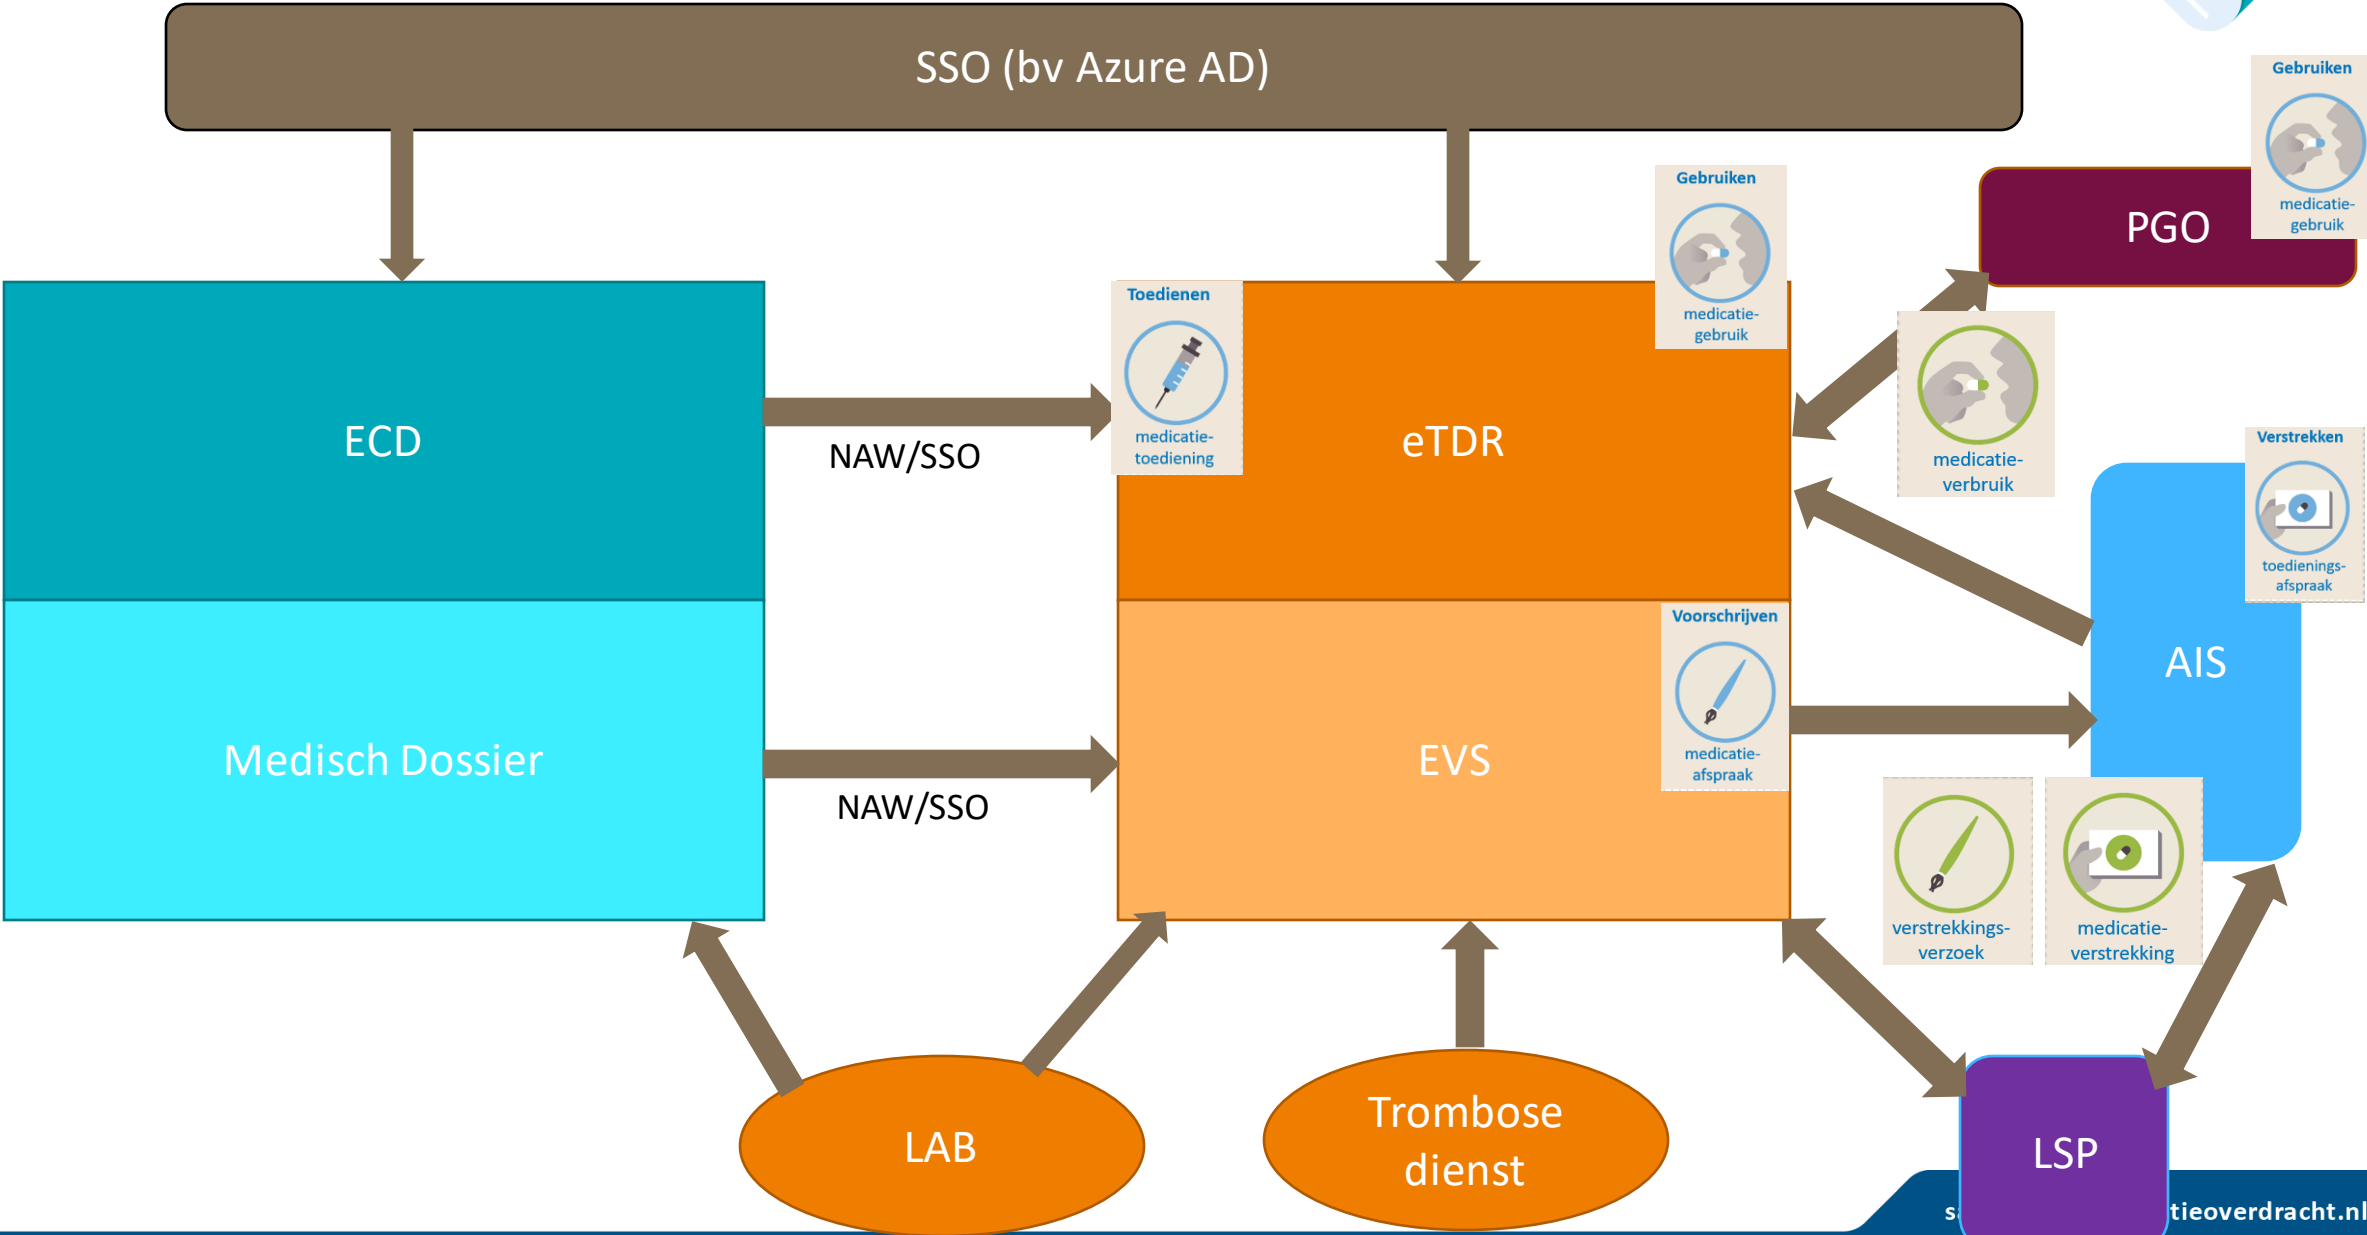 SSO (bv Azure AD)
Gebruiken
medicatie-
gebruik
PGO
Gebruiken
medicatie-
gebruik
Toedienen
medicatie-
toediening
ECD
NAW/SSO
eTDR
medicatie-
verbruik
Verstrekken
toedienings-
afspraak
AIS
Voorschrijven
medicatie-
afspraak
Medisch Dossier
NAW/SSO
EVS
verstrekkings-
verzoek
medicatie-
verstrekking
LAB
Trombose
dienst
LSP
tieoverdracht.nl